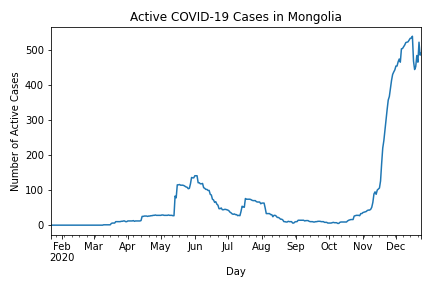 Active COVID-19 Cases in Mongolia
Number of Active Cases
500
400
300
200
100
0
Feb Mar Apr May Jun Jul Aug Sep Oct Nov Dec
2020
Day